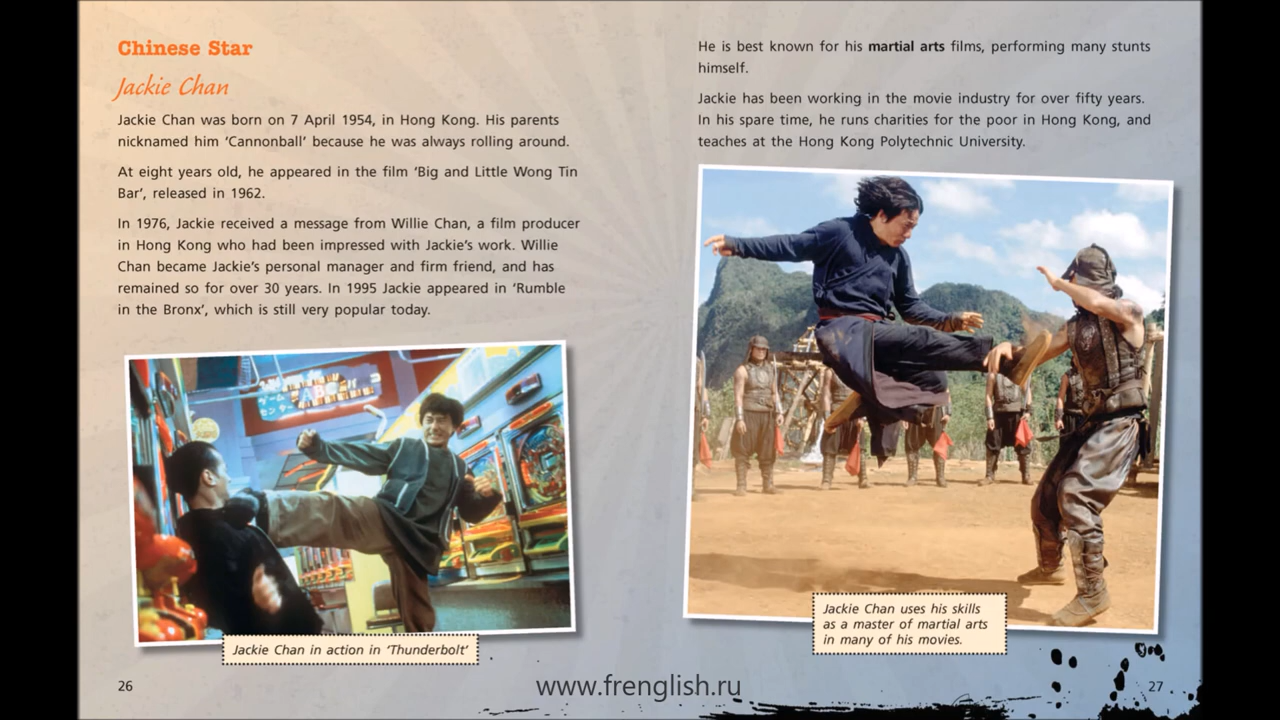 Chinese Star
Jackie Chan
Jackie Chan was born on 7 April 1954, in Hong Kong. His parents
nicknamed him ‘Cannonball’ because he was always rolling around.
At eight years old, he appeared in the film ‘Big and Little Wong Tin
Bar’, released in 1962.
In 1976, Jackie received a message from Willie Chan, a film producer
in Hong Kong who had been impressed with Jackie’s work. Willie
Chan became Jackie’s personal manager and firm friend, and has
remained so for over 30 years. In 1995 Jackie appeared in ‘Rumble
in the Bronx’, which is still very popular today.
ゲーム
センター
ABC
Jackie Chan in action in ‘Thunderbolt’
26
He is best known for his martial arts films, performing many stunts
himself.
Jackie has been working in the movie industry for over fifty years.
In his spare time, he runs charities for the poor in Hong Kong, and
teaches at the Hong Kong Polytechnic University.
Jackie Chan uses his skills
as a master of martial arts
in many of his movies.
www.frenglish.ru
27